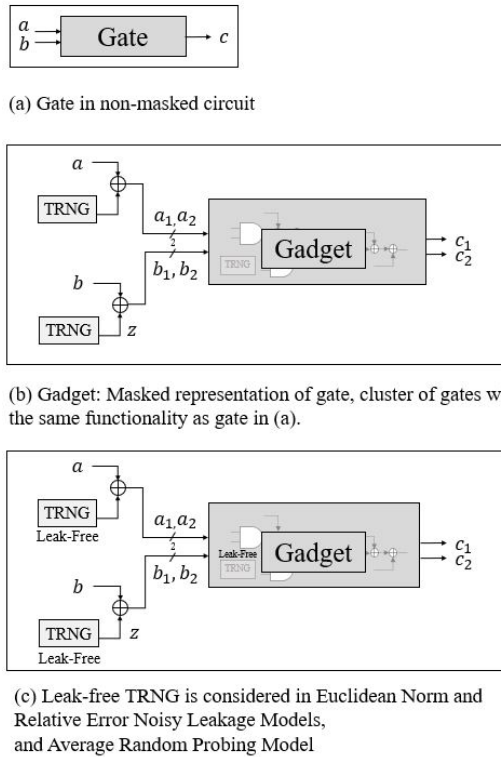 a
b
Gate
c
(a) Gate in non-masked circuit
a
TRNG
a₁, a₂
2
2
b₁, b₂
b
TRNG
z
TRNG
Gadget
c₁
c₂
(b) Gadget: Masked representation of gate, cluster of gates w
the same functionality as gate in (a).
a
TRNG
Leak-Free
a₁, a₂
2
b₁, b₂
b
TRNG
z
Leak-Free
Leak-Free
TRNG
Gadget
c₁
c₂
(c) Leak-free TRNG is considered in Euclidean Norm and
Relative Error Noisy Leakage Models,
and Average Random Probing Model